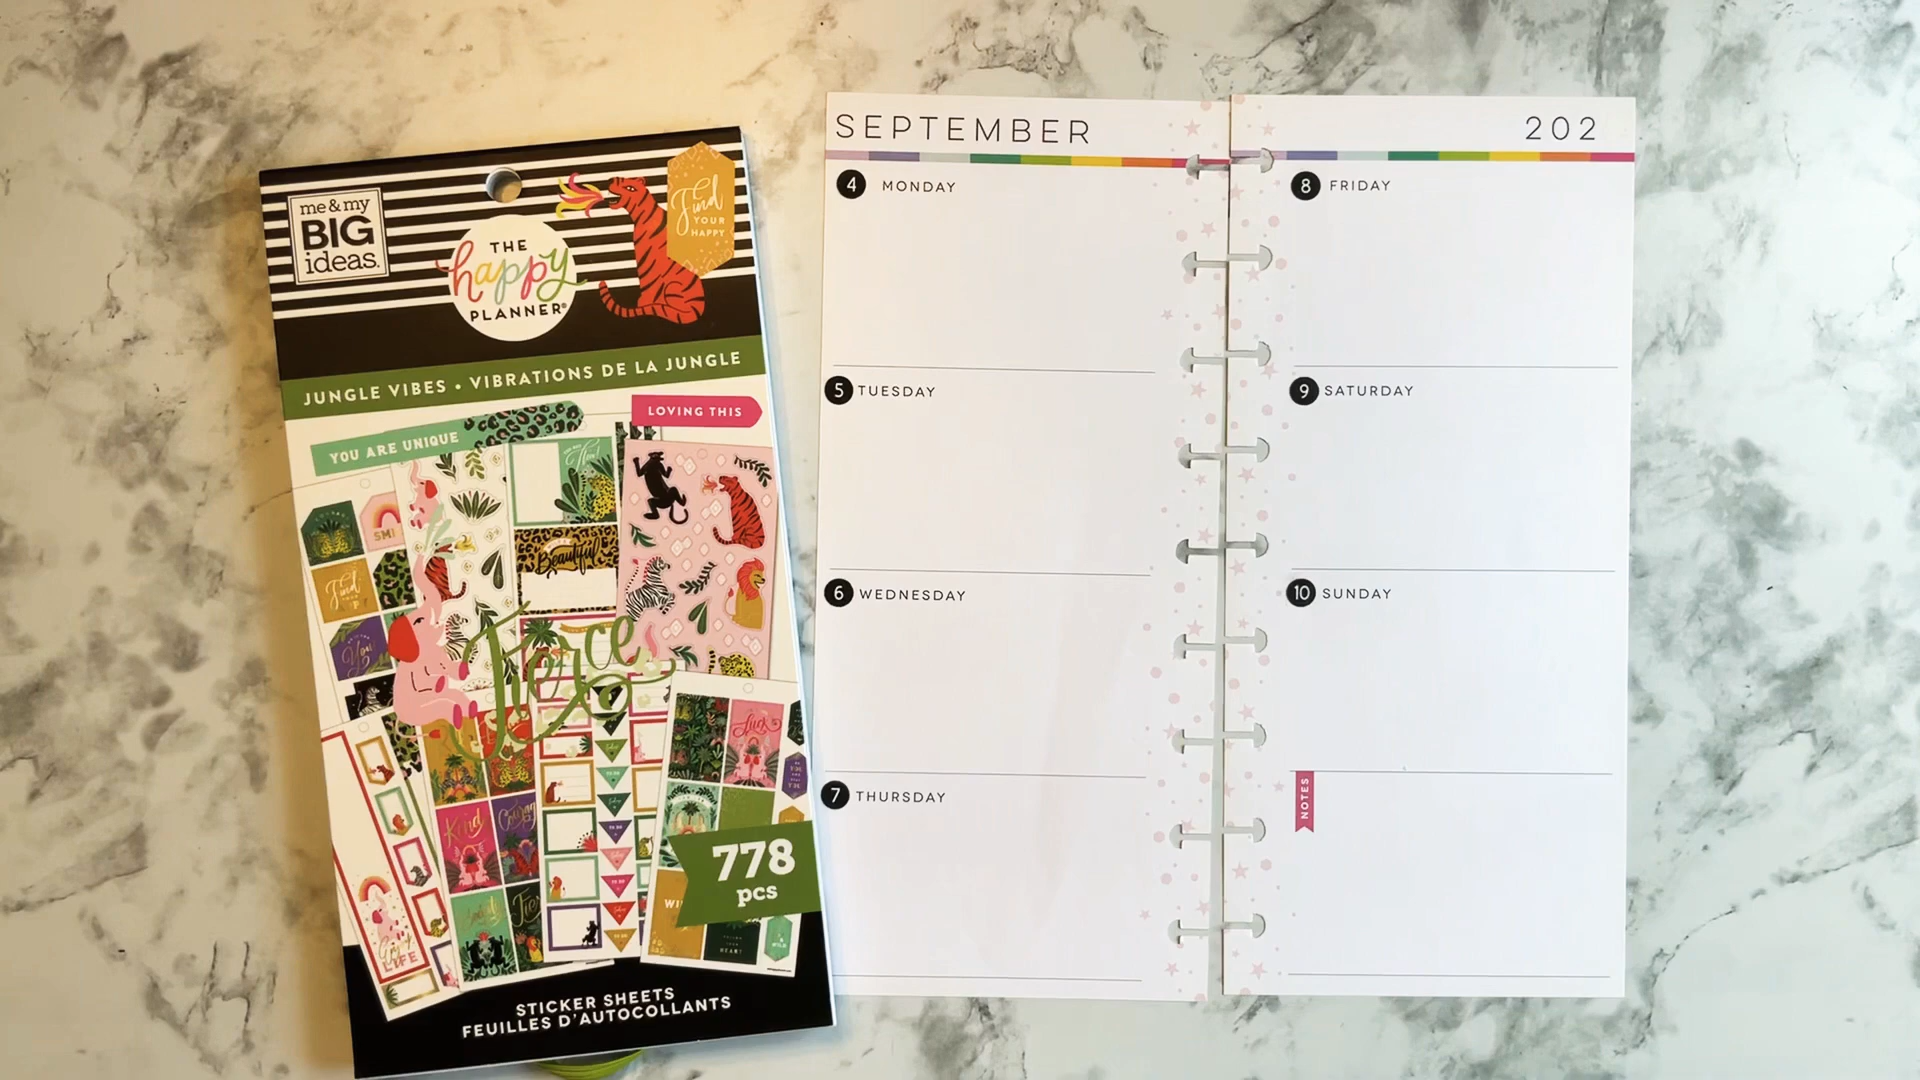 me & my
BIG
ideas.
THE
happy
PLANNER®
Find
YOUR
HAPPY
JUNGLE VIBES • VIBRATIONS DE LA JUNGLE
LOVING THIS
YOU ARE UNIQUE
Beautiful
Fierce
Luck
Kind
LIFE
778
pcs
STICKER SHEETS
FEUILLES D'AUTOCOLLANTS
SEPTEMBER
4 MONDAY
5 TUESDAY
6 WEDNESDAY
7 THURSDAY
202
8 FRIDAY
9 SATURDAY
10 SUNDAY
NOTES